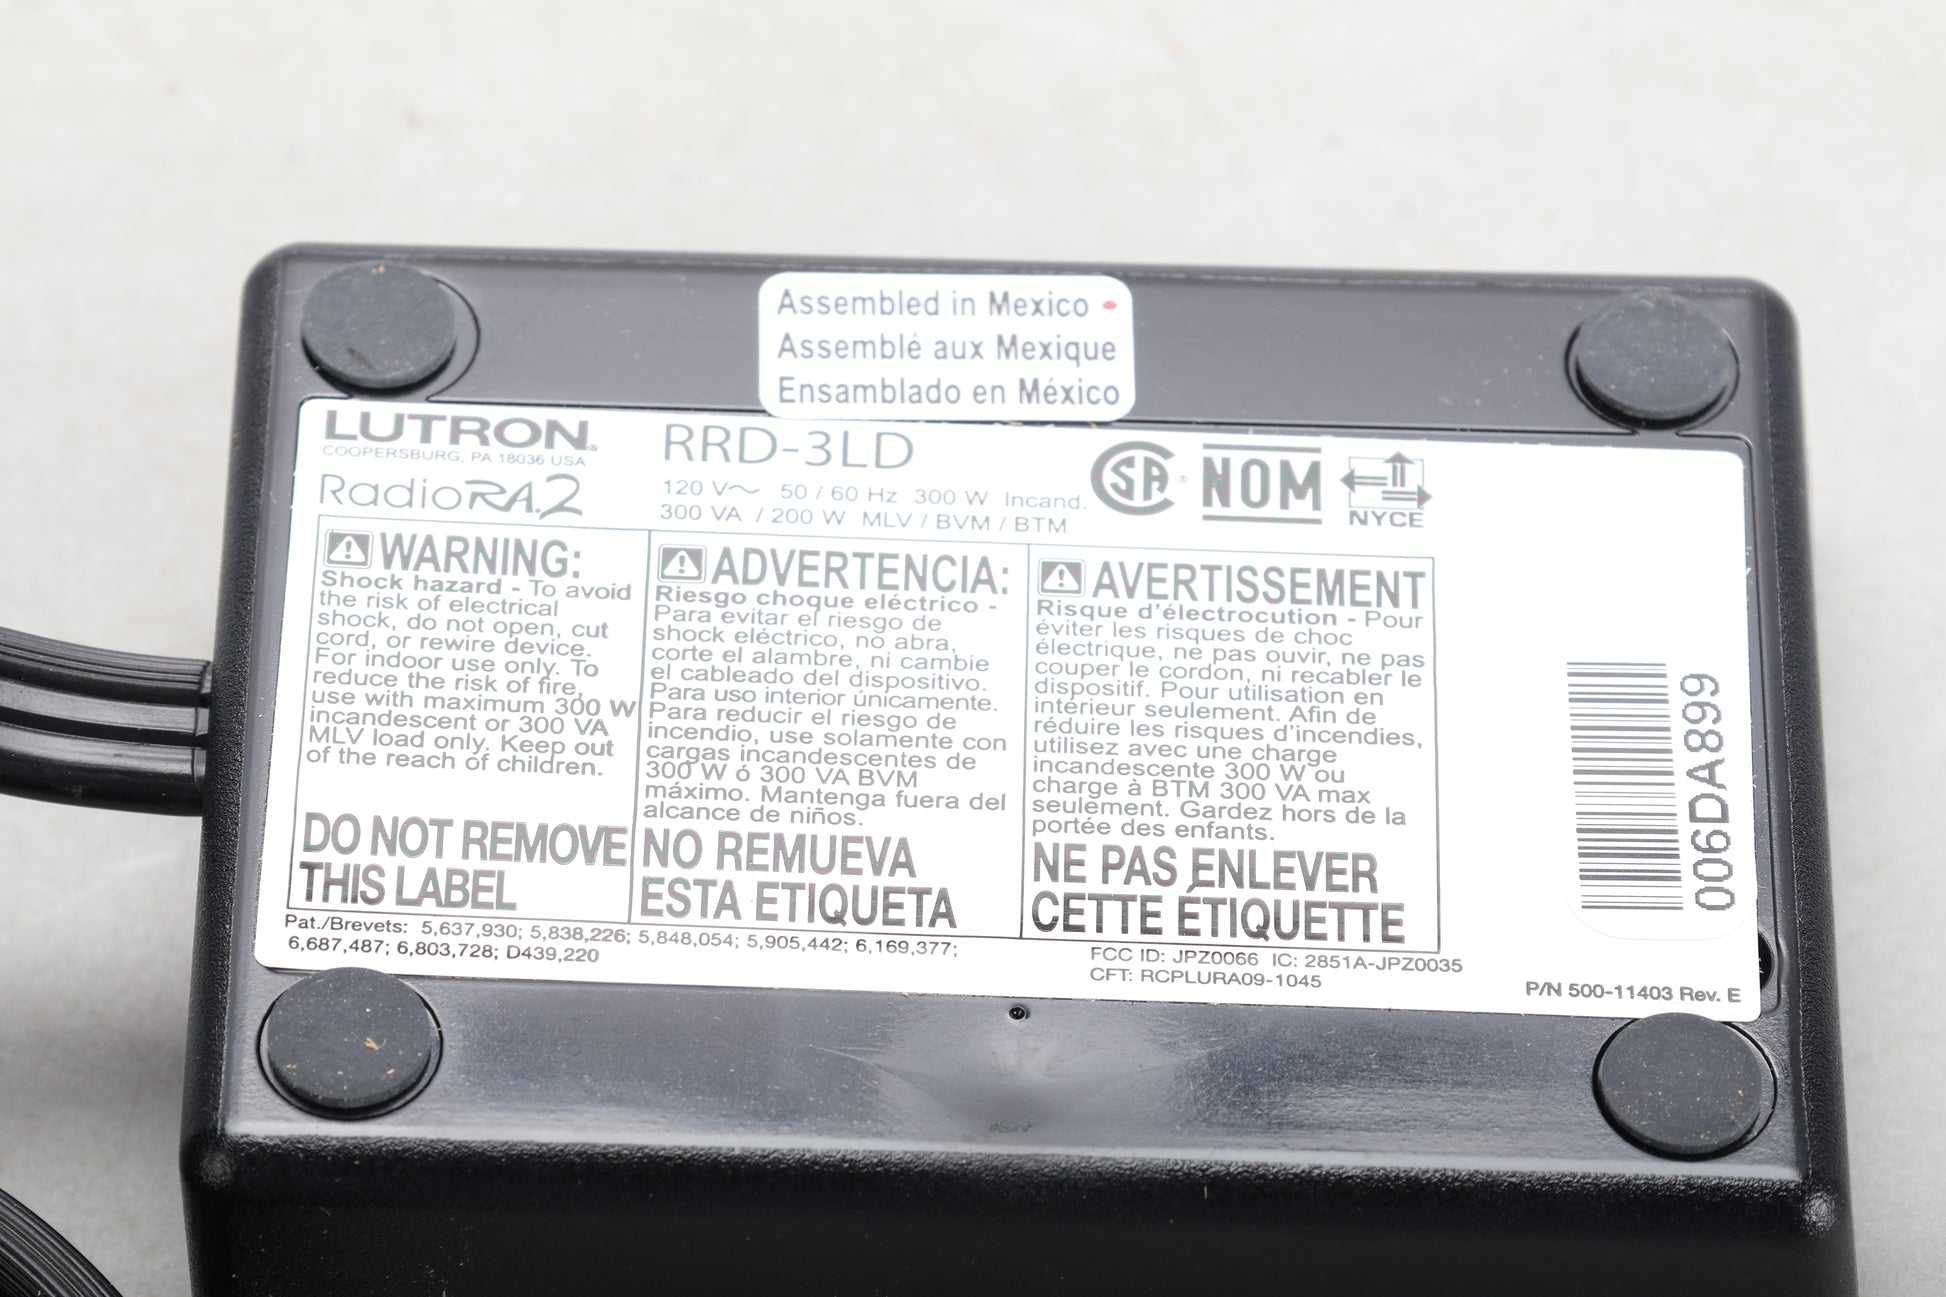 Assembled in Mexico
Assemblé aux Mexique
Ensamblado en México
LUTRON®
COOPERSBURG, PA 18036 USA
RadioRA.2
RRD-3LD
120 V~ 50 / 60 Hz 300 W Incand.
300 VA / 200 W MLV / BVM / BTM
CSA®
NOM
NYCE
WARNING:
Shock hazard - To avoid
the risk of electrical
shock, do not open, cut
cord, or rewire device.
For indoor use only. To
reduce the risk of fire,
use with maximum 300 W
incandescent or 300 VA
MLV load only. Keep out
of the reach of children.
DO NOT REMOVE
THIS LABEL
ADVERTENCIA:
Riesgo choque eléctrico -
Para evitar el riesgo de
shock eléctrico, no abra,
corte el alambre, ni cambie
el cableado del dispositivo.
Para uso interior únicamente.
Para reducir el riesgo de
incendio, use solamente con
cargas incandescentes de
300 W ó 300 VA BVM
máximo. Mantenga fuera del
alcance de niños.
NO REMUEVA
ESTA ETIQUETA
AVERTISSEMENT
Risque d'électrocution - Pour
éviter les risques de choc
électrique, ne pas ouvir, ne pas
couper le cordon, ni recabler le
dispositif. Pour utilisation en
intérieur seulement. Afin de
réduire les risques d'incendies,
utilisez avec une charge
incandescente 300 W ou
charge à BTM 300 VA max
seulement. Gardez hors de la
portée des enfants.
NE PAS ENLEVER
CETTE ÉTIQUETTE
006DA899
Pat./Brevets: 5,637,930; 5,838,226; 5,848,054; 5,905,442; 6,169,377;
6,687,487; 6,803,728; D439,220
FCC ID: JPZ0066 IC: 2851A-JPZ0035
CFT: RCPLURA09-1045
P/N 500-11403 Rev. E